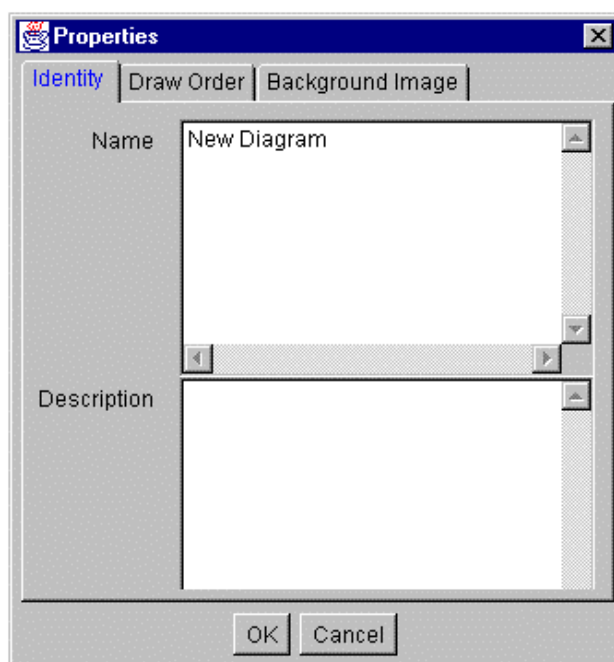 Properties
Identity Draw Order Background Image
Name New Diagram
Description
OK Cancel